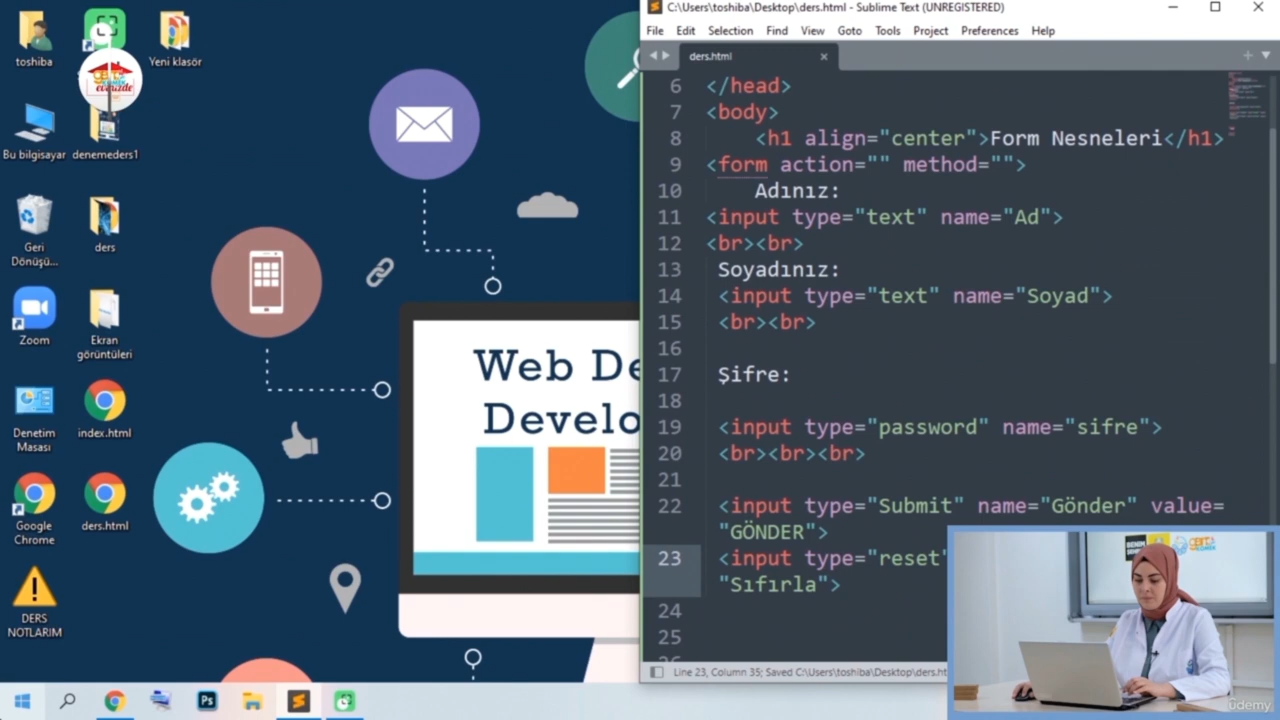 toshiba
Yeni klasör
Bu bilgisayar
denemeders1
Geri
Dönüşü...
ders
Zoom
Ekran
görüntüleri
Denetim
Masası
index.html
Google
Chrome
ders.html
DERS
NOTLARIM
evimizde
Web De
Develo
Ps
C:\Users\toshiba\Desktop\ders.html - Sublime Text (UNREGISTERED)
File Edit Selection Find View Goto Tools Project Preferences Help
ders.html
6 </head>
7 <body>
8 <h1 align="center">Form Nesneleri</h1>
9 <form action="" method="">
10 Adınız:
11 <input type="text" name="Ad">
12 <br><br>
13 Soyadınız:
14 <input type="text" name="Soyad">
15 <br><br>
16
17 Şifre:
18
19 <input type="password" name="sifre">
20 <br><br><br>
21
22 <input type="Submit" name="Gönder" value=
"GÖNDER">
23 <input type="reset"
"Sıfırla">
24
25
Line 23, Column 35; Saved C:\Users\toshiba\Desktop\ders.ht
BENİM
udemy